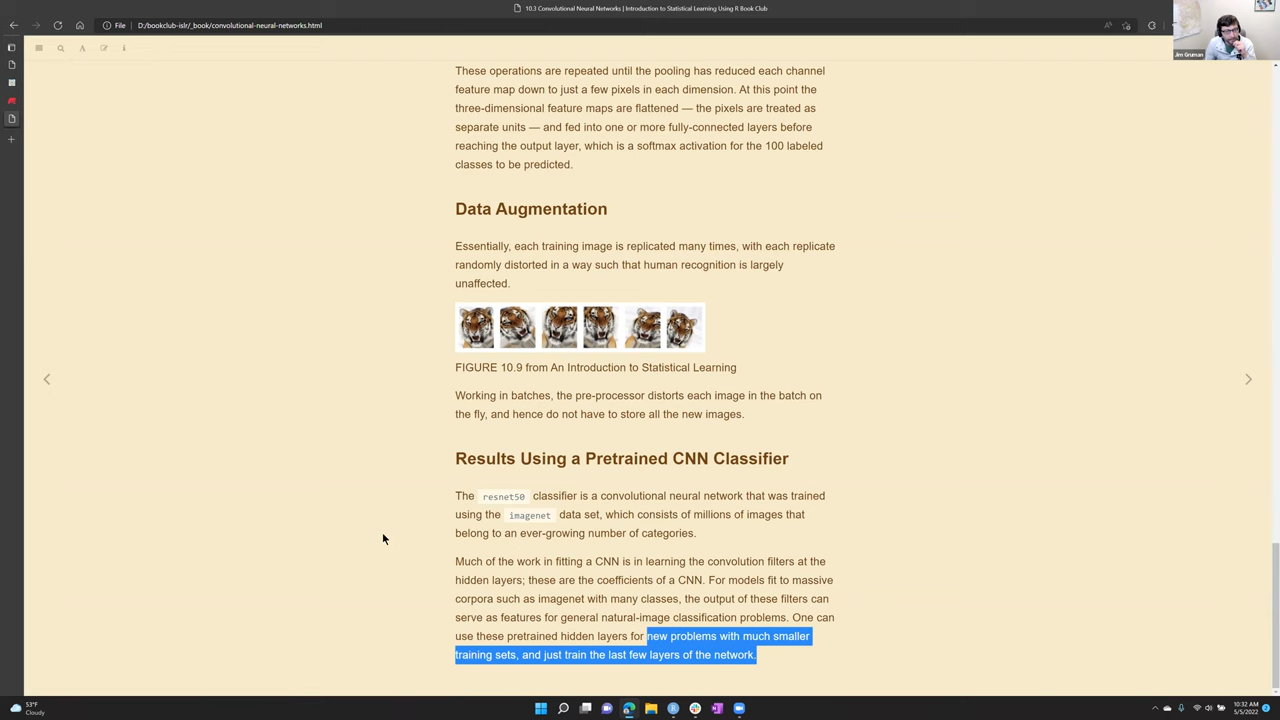 10.3 Convolutional Neural Networks | Introduction to Statistical Learning Using R Book Club
File
D:/bookclub-islr/_book/convolutional-neural-networks.html
Jim Gruman
These operations are repeated until the pooling has reduced each channel
feature map down to just a few pixels in each dimension. At this point the
three-dimensional feature maps are flattened — the pixels are treated as
separate units — and fed into one or more fully-connected layers before
reaching the output layer, which is a softmax activation for the 100 labeled
classes to be predicted.
Data Augmentation
Essentially, each training image is replicated many times, with each replicate
randomly distorted in a way such that human recognition is largely
unaffected.
FIGURE 10.9 from An Introduction to Statistical Learning
Working in batches, the pre-processor distorts each image in the batch on
the fly, and hence do not have to store all the new images.
Results Using a Pretrained CNN Classifier
The resnet50 classifier is a convolutional neural network that was trained
using the imagenet data set, which consists of millions of images that
belong to an ever-growing number of categories.
Much of the work in fitting a CNN is in learning the convolution filters at the
hidden layers; these are the coefficients of a CNN. For models fit to massive
corpora such as imagenet with many classes, the output of these filters can
serve as features for general natural-image classification problems. One can
use these pretrained hidden layers for new problems with much smaller
training sets, and just train the last few layers of the network.
53°F
Cloudy
10:32 AM
5/5/2022